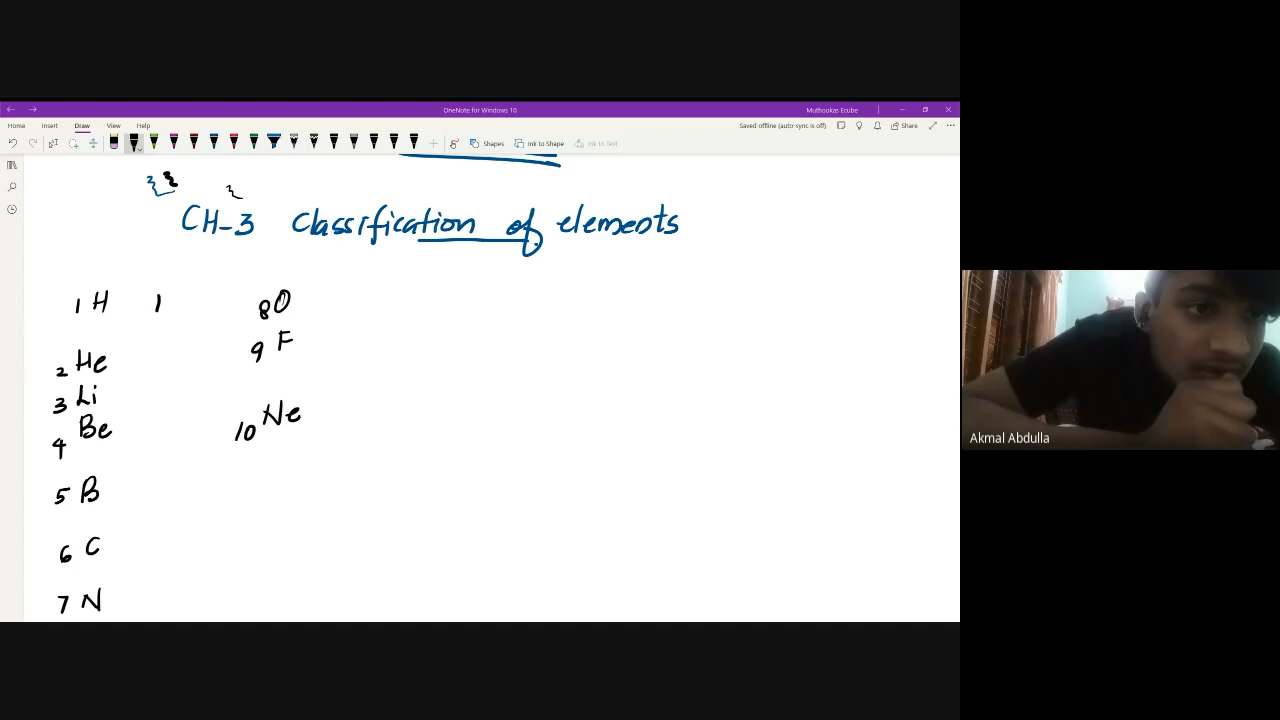 OneNote for Windows 10
Muthookas Ecube
Home Insert Draw View Help
Saved offline (auto-sync is off)
Share
Shapes
Ink to Shape
Ink to Text
CH-3 Classification of elements
1 H 1
8 O
9 F
2 He
3 Li
4 Be
10 Ne
5 B
6 C
7 N
Akmal Abdulla